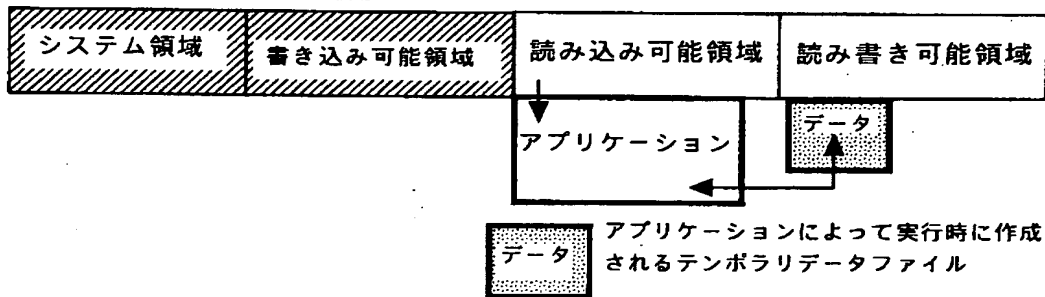 システム領域
書き込み可能領域
読み込み可能領域
読み書き可能領域
アプリケーション
データ
データ
アプリケーションによって実行時に作成
されるテンポラリデータファイル